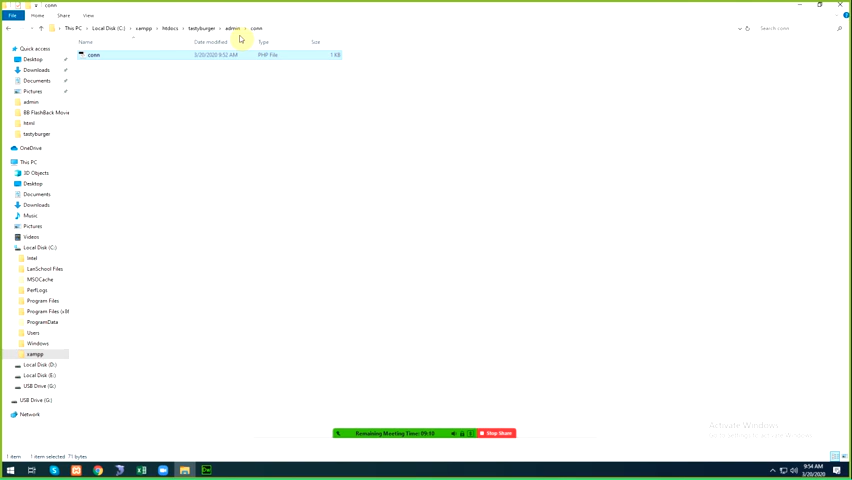 conn
File Home Share View
This PC Local Disk (C:) xampp htdocs tastyburger admin conn
Search conn
Name Date modified Type Size
conn 3/20/2020 9:52 AM PHP File 1 KB
Quick access
Desktop
Downloads
Documents
Pictures
admin
BB FlashBack Movi
html
tastyburger
OneDrive
This PC
3D Objects
Desktop
Documents
Downloads
Music
Pictures
Videos
Local Disk (C:)
Intel
LanSchool Files
MSOCache
PerfLogs
Program Files
Program Files (x8
ProgramData
Users
Windows
xampp
Local Disk (D:)
Local Disk (E:)
USB Drive (G:)
USB Drive (G:)
Network
Remaining Meeting Time: 09:10 Stop Share
Activate Windows
1 item 1 item selected 71 bytes
9:54 AM
3/20/2020